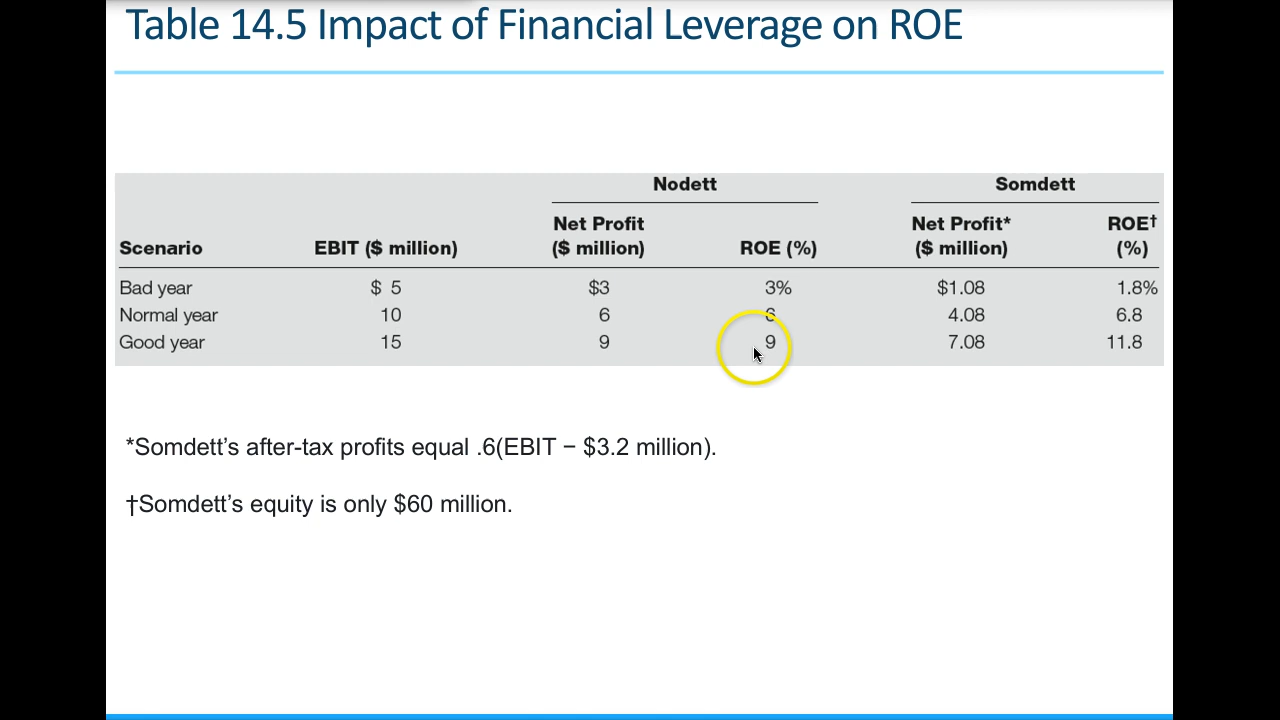 Table 14.5 Impact of Financial Leverage on ROE
Nodett Somdett
Net Profit Net Profit* ROE†
Scenario EBIT ($ million) ($ million) ROE (%) ($ million) (%)
Bad year $ 5 $3 3% $1.08 1.8%
Normal year 10 6 6 4.08 6.8
Good year 15 9 9 7.08 11.8
*Somdett’s after-tax profits equal .6(EBIT − $3.2 million).
†Somdett’s equity is only $60 million.